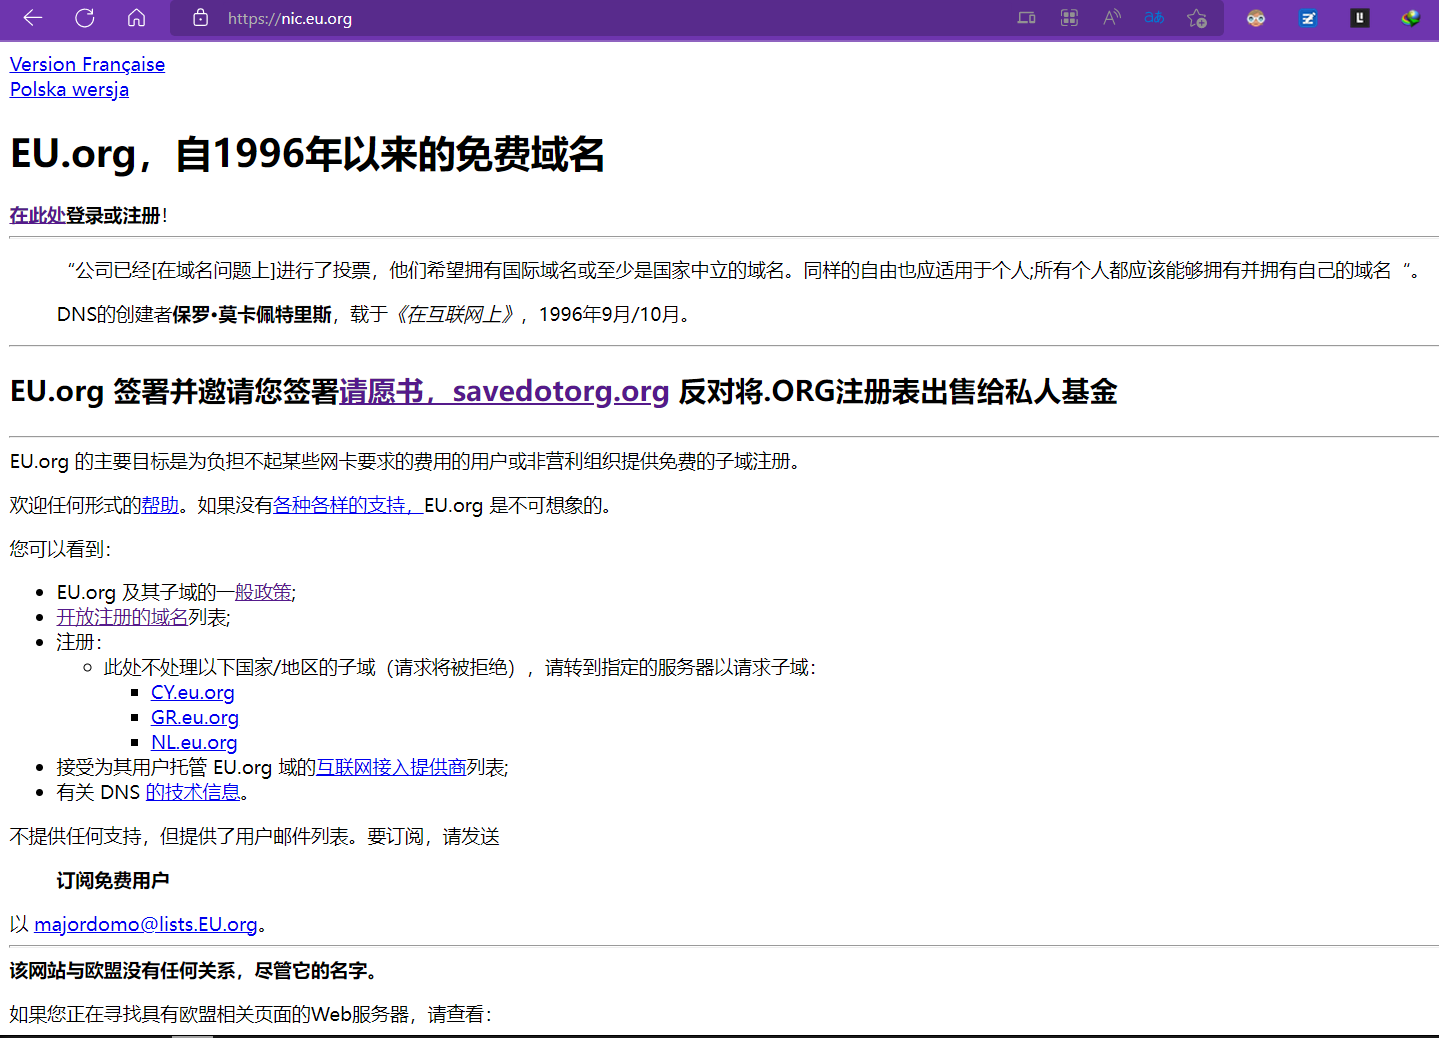 https://nic.eu.org
Version Française
Polska wersja
EU.org，自1996年以来的免费域名
在此处登录或注册！
“公司已经[在域名问题上]进行了投票，他们希望拥有国际域名或至少是国家中立的域名。同样的自由也应适用于个人;所有个人都应该能够拥有并拥有自己的域名“。
DNS的创建者保罗•莫卡佩特里斯，载于《在互联网上》，1996年9月/10月。
EU.org 签署并邀请您签署请愿书，savedotorg.org 反对将.ORG注册表出售给私人基金
EU.org 的主要目标是为负担不起某些网卡要求的费用的用户或非营利组织提供免费的子域注册。
欢迎任何形式的帮助。如果没有各种各样的支持，EU.org 是不可想象的。
您可以看到：
EU.org 及其子域的一般政策;
开放注册的域名列表;
注册：
此处不处理以下国家/地区的子域（请求将被拒绝），请转到指定的服务器以请求子域：
CY.eu.org
GR.eu.org
NL.eu.org
接受为其用户托管 EU.org 域的互联网接入提供商列表;
有关 DNS 的技术信息。
不提供任何支持，但提供了用户邮件列表。要订阅，请发送
订阅免费用户
以 majordomo@lists.EU.org。
该网站与欧盟没有任何关系，尽管它的名字。
如果您正在寻找具有欧盟相关页面的Web服务器，请查看：